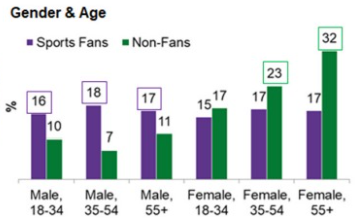 Gender & Age
Sports Fans Non-Fans
%
16 10 18 7 17 11 15 17 17 23 17 32
Male, Male, Male, Female, Female, Female,
18-34 35-54 55+ 18-34 35-54 55+